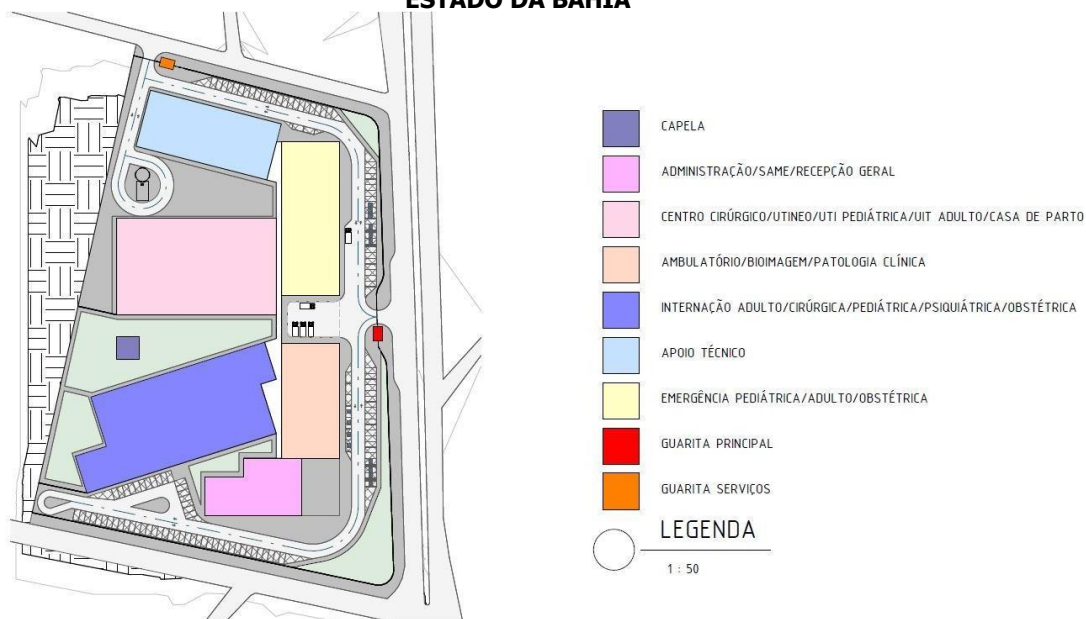 ESTADO DA BAHIA
CAPELA
ADMINISTRAÇÃO/SAME/RECEPÇÃO GERAL
CENTRO CIRÚRGICO/UTINEO/UTI PEDIÁTRICA/UIT ADULTO/CASA DE PARTO
AMBULATÓRIO/BIOIMAGEM/PATOLOGIA CLÍNICA
INTERNAÇÃO ADULTO/CIRÚRGICA/PEDIÁTRICA/PSIQUIÁTRICA/OBSTÉTRICA
APOIO TÉCNICO
EMERGÊNCIA PEDIÁTRICA/ADULTO/OBSTÉTRICA
GUARITA PRINCIPAL
GUARITA SERVIÇOS
LEGENDA
1 : 50